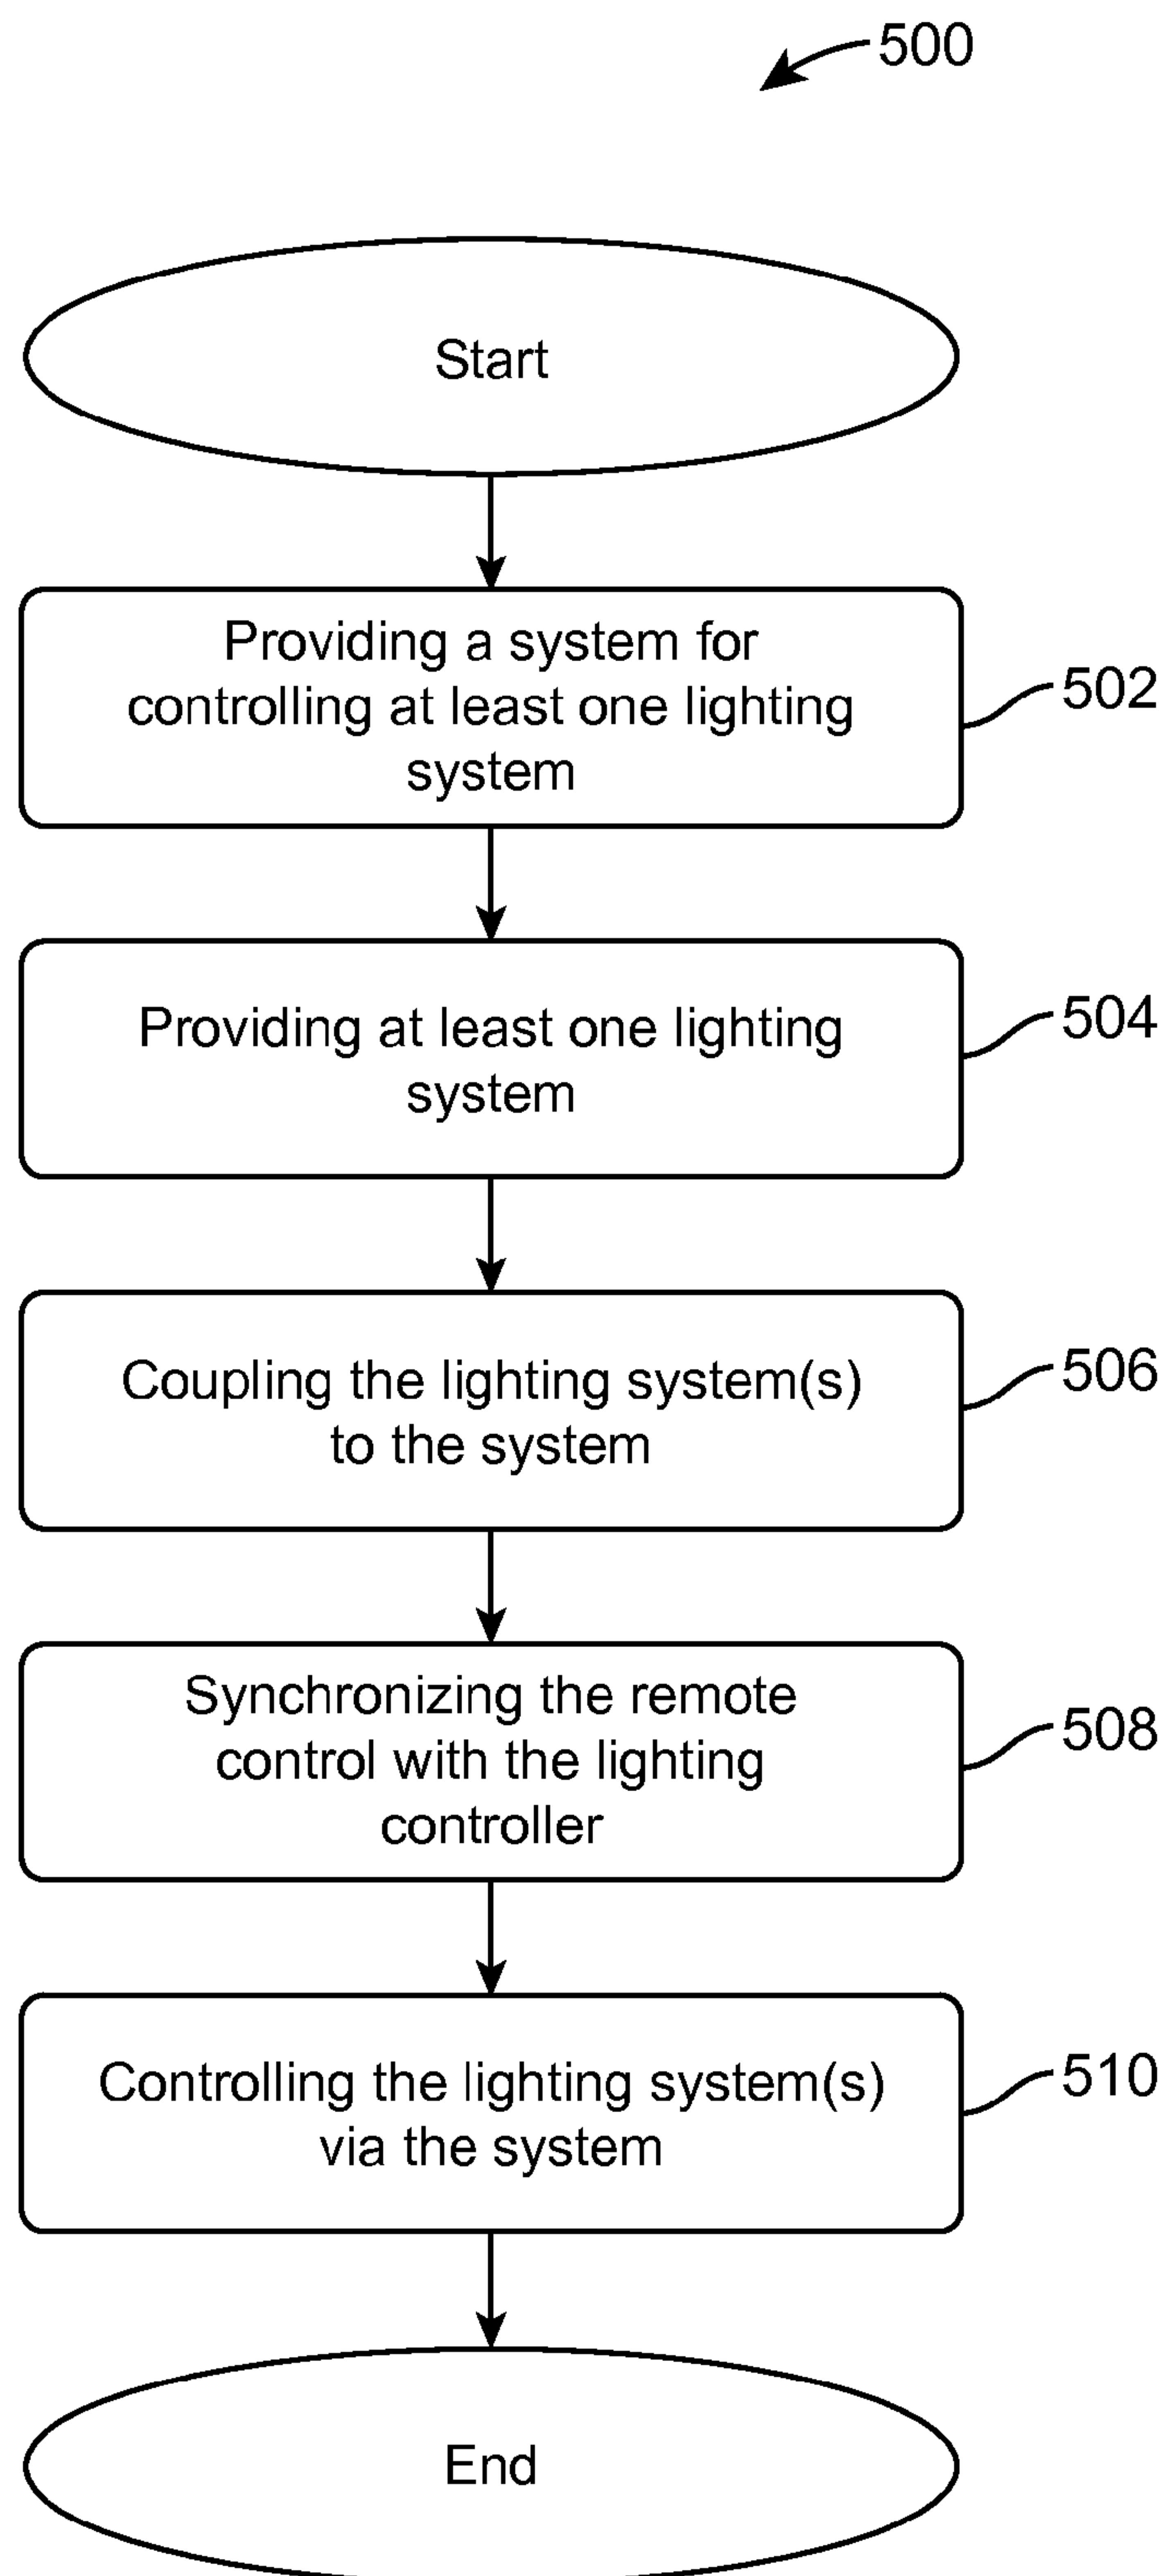 500
Start
Providing a system for
controlling at least one lighting
system
502
Providing at least one lighting
system
504
Coupling the lighting system(s)
to the system
506
Synchronizing the remote
control with the lighting
controller
508
Controlling the lighting system(s)
via the system
510
End